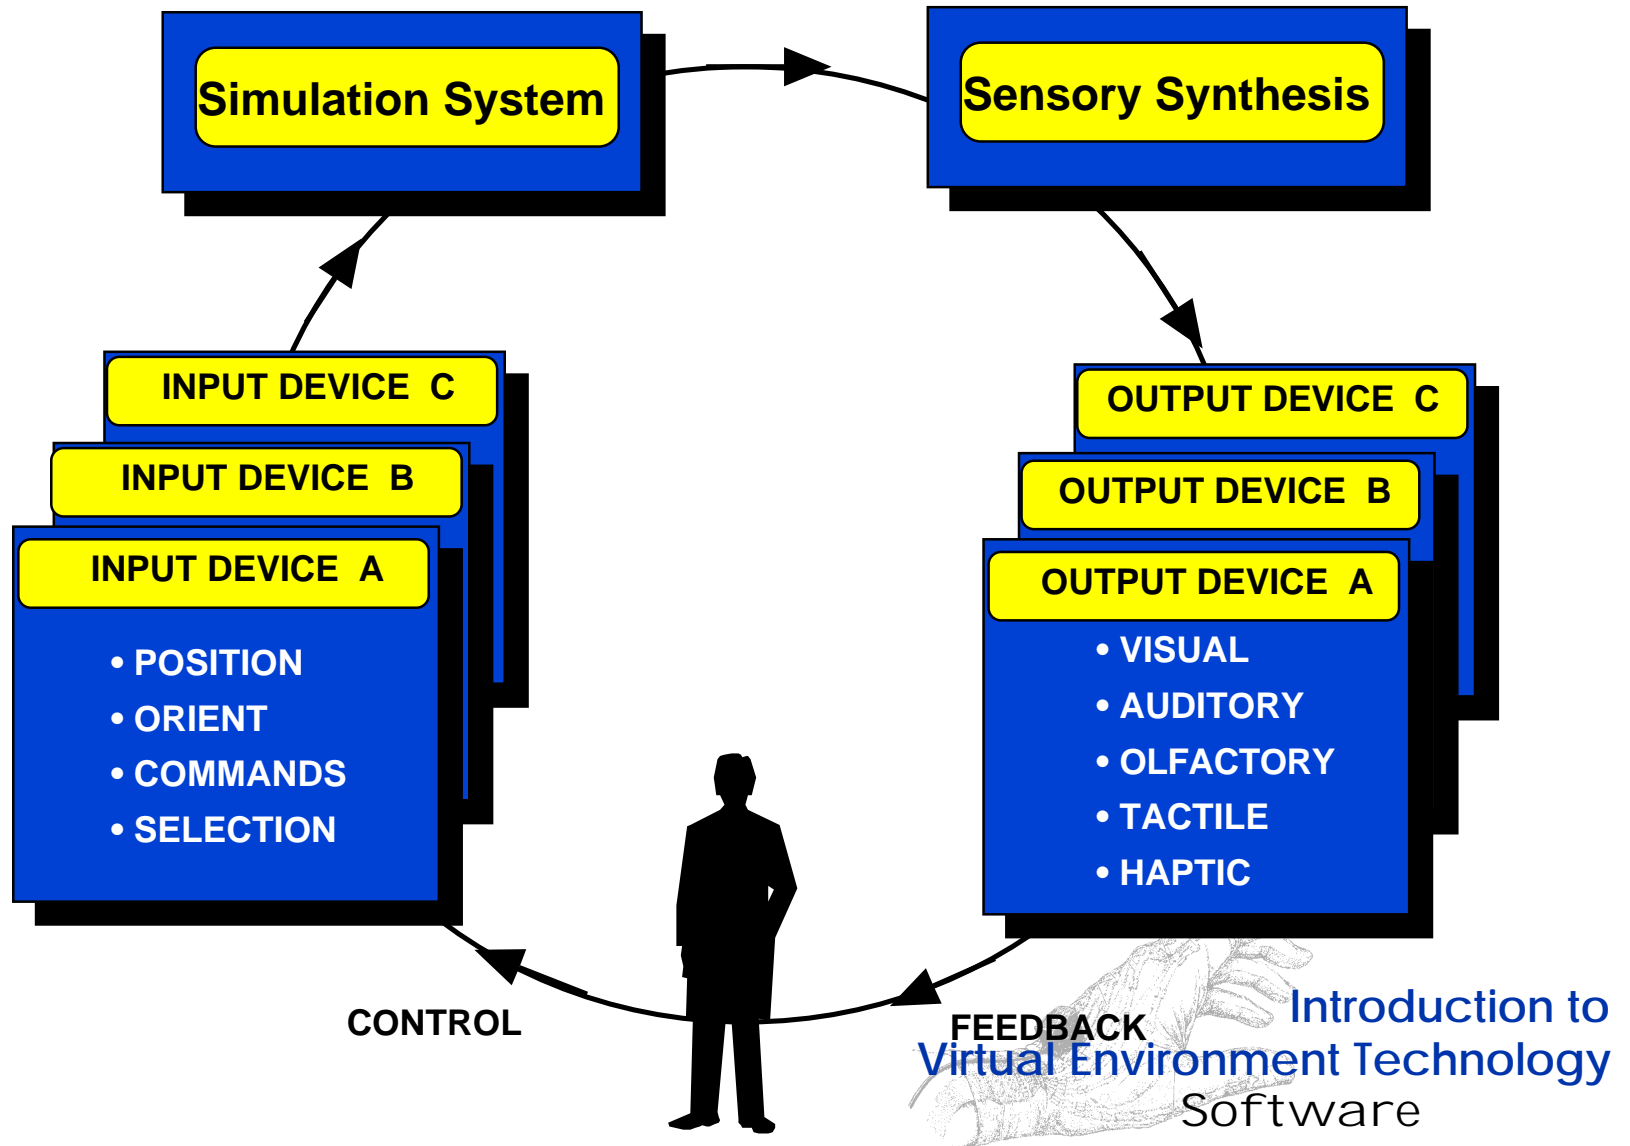 Simulation System
Sensory Synthesis
INPUT DEVICE C
INPUT DEVICE B
INPUT DEVICE A
• POSITION
• ORIENT
• COMMANDS
• SELECTION
OUTPUT DEVICE C
OUTPUT DEVICE B
OUTPUT DEVICE A
• VISUAL
• AUDITORY
• OLFACTORY
• TACTILE
• HAPTIC
CONTROL
FEEDBACK
Introduction to
Virtual Environment Technology
Software